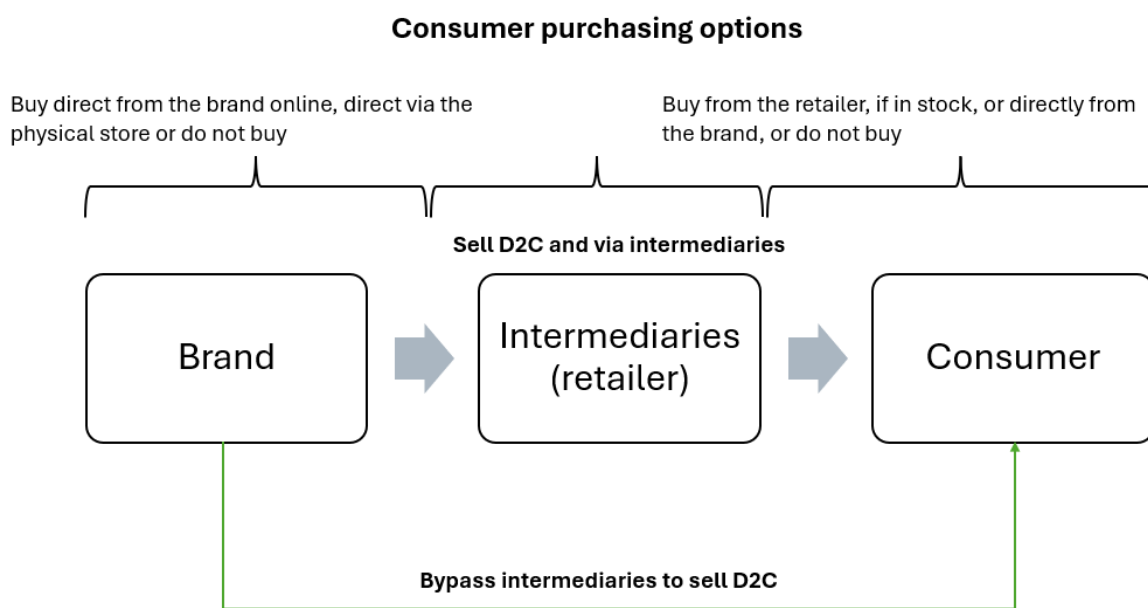 Consumer purchasing options
Buy direct from the brand online, direct via the
physical store or do not buy
Buy from the retailer, if in stock, or directly from
the brand, or do not buy
Sell D2C and via intermediaries
Brand
Intermediaries
(retailer)
Consumer
Bypass intermediaries to sell D2C